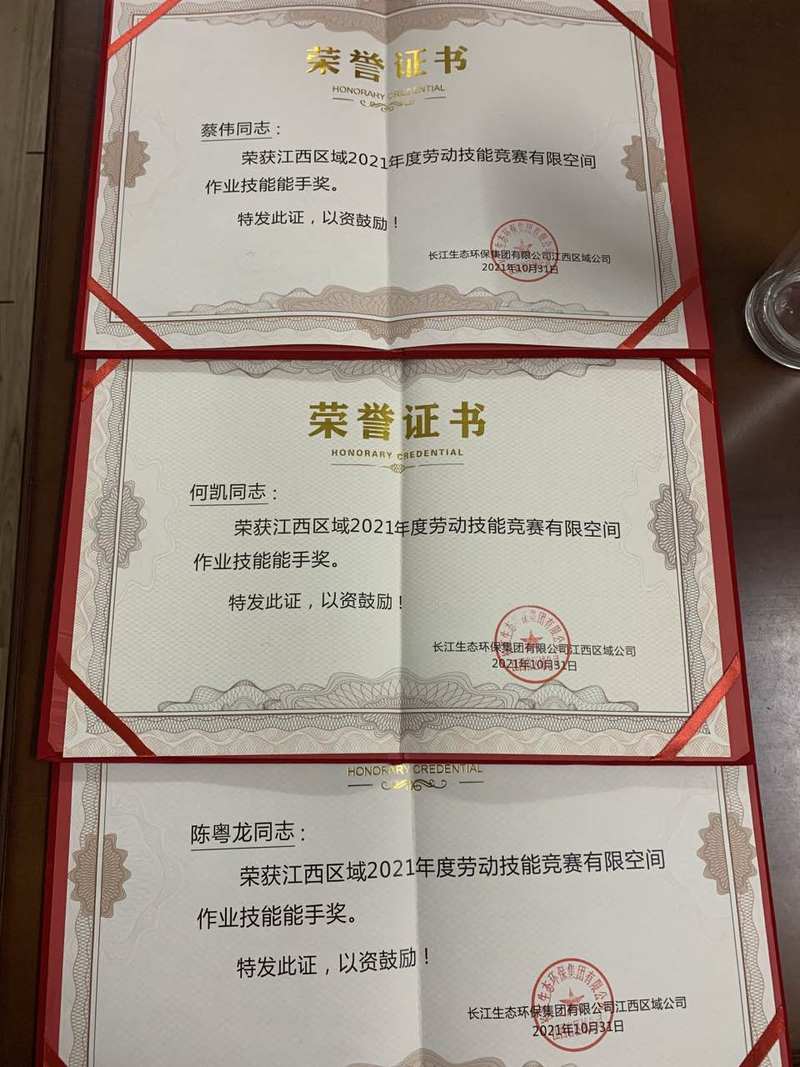 荣誉证书
HONORARY CREDENTIAL
蔡伟同志：
荣获江西区域2021年度劳动技能竞赛有限空间
作业技能能手奖。
特发此证，以资鼓励！
长江生态环保集团有限公司江西区域公司
2021年10月31日
荣誉证书
HONORARY CREDENTIAL
何凯同志：
荣获江西区域2021年度劳动技能竞赛有限空间
作业技能能手奖。
特发此证，以资鼓励！
长江生态环保集团有限公司江西区域公司
2021年10月31日
HONORARY CREDENTIAL
陈粤龙同志：
荣获江西区域2021年度劳动技能竞赛有限空间
作业技能能手奖。
特发此证，以资鼓励！
长江生态环保集团有限公司江西区域公司
2021年10月31日